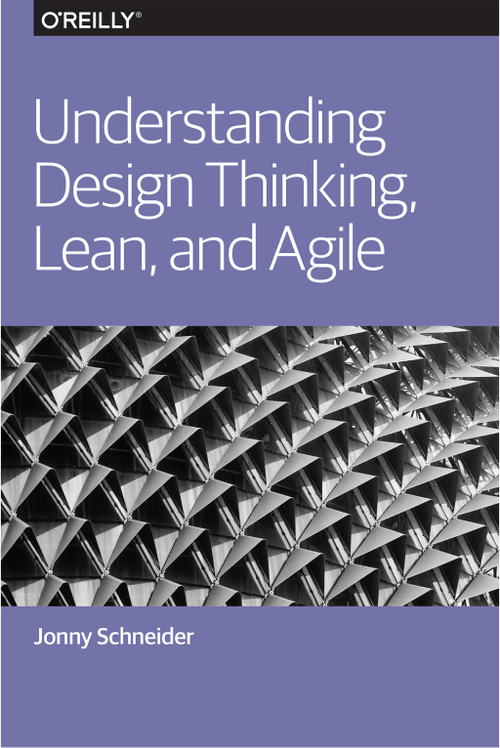 O'REILLY®
Understanding
Design Thinking,
Lean, and Agile
Jonny Schneider